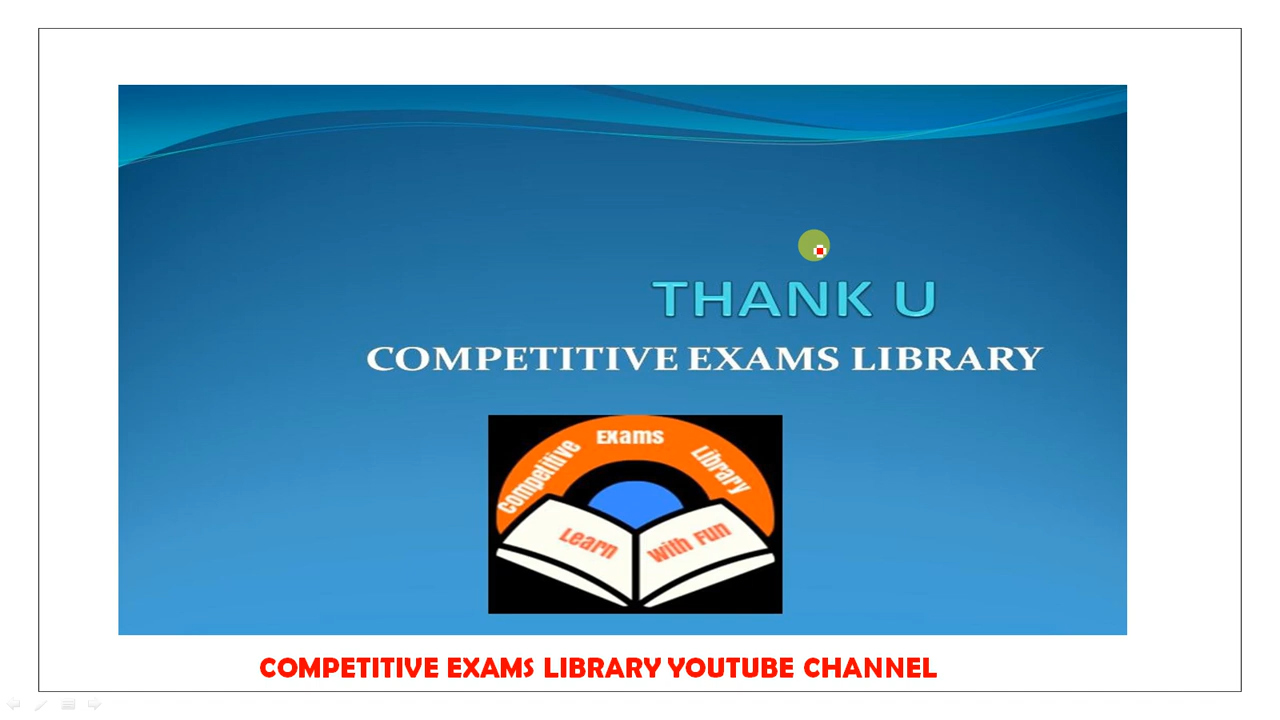 THANK U
COMPETITIVE EXAMS LIBRARY
Competitive Exams Library
Learn with Fun
COMPETITIVE EXAMS LIBRARY YOUTUBE CHANNEL